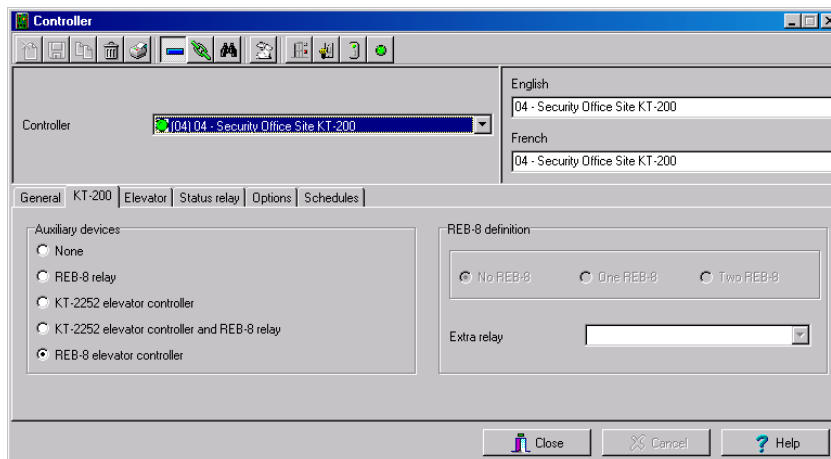 Controller
English
04 - Security Office Site KT-200
Controller
(04) 04 - Security Office Site KT-200
French
04 - Security Office Site KT-200
General KT-200 Elevator Status relay Options Schedules
Auxiliary devices
None
REB-8 relay
KT-2252 elevator controller
KT-2252 elevator controller and REB-8 relay
REB-8 elevator controller
REB-8 definition
No REB-8 One REB-8 Two REB-8
Extra relay
Close Cancel Help